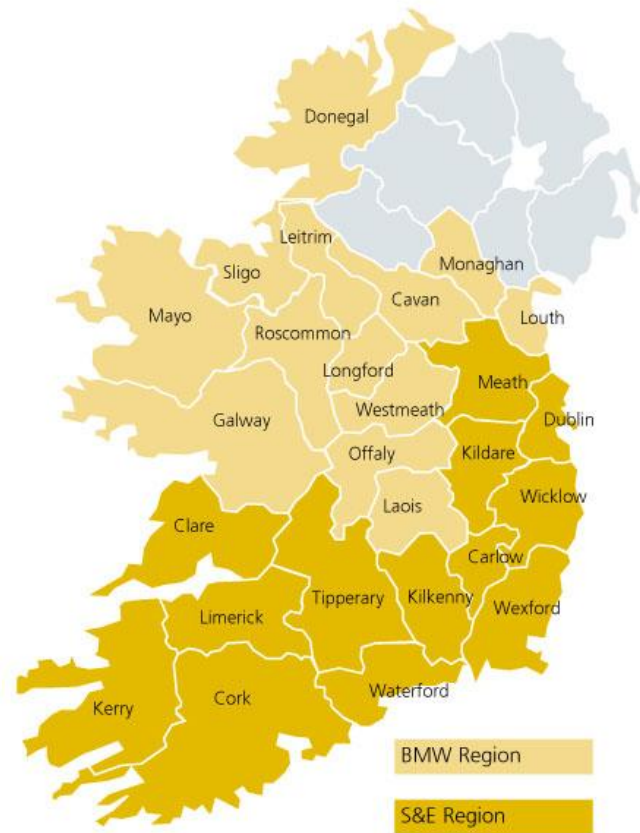 Donegal
Leitrim
Sligo
Monaghan
Mayo
Cavan
Louth
Roscommon
Longford
Meath
Westmeath
Galway
Dublin
Offaly
Kildare
Wicklow
Laois
Clare
Carlow
Tipperary
Kilkenny
Limerick
Wexford
Waterford
Cork
Kerry
BMW Region
S&E Region